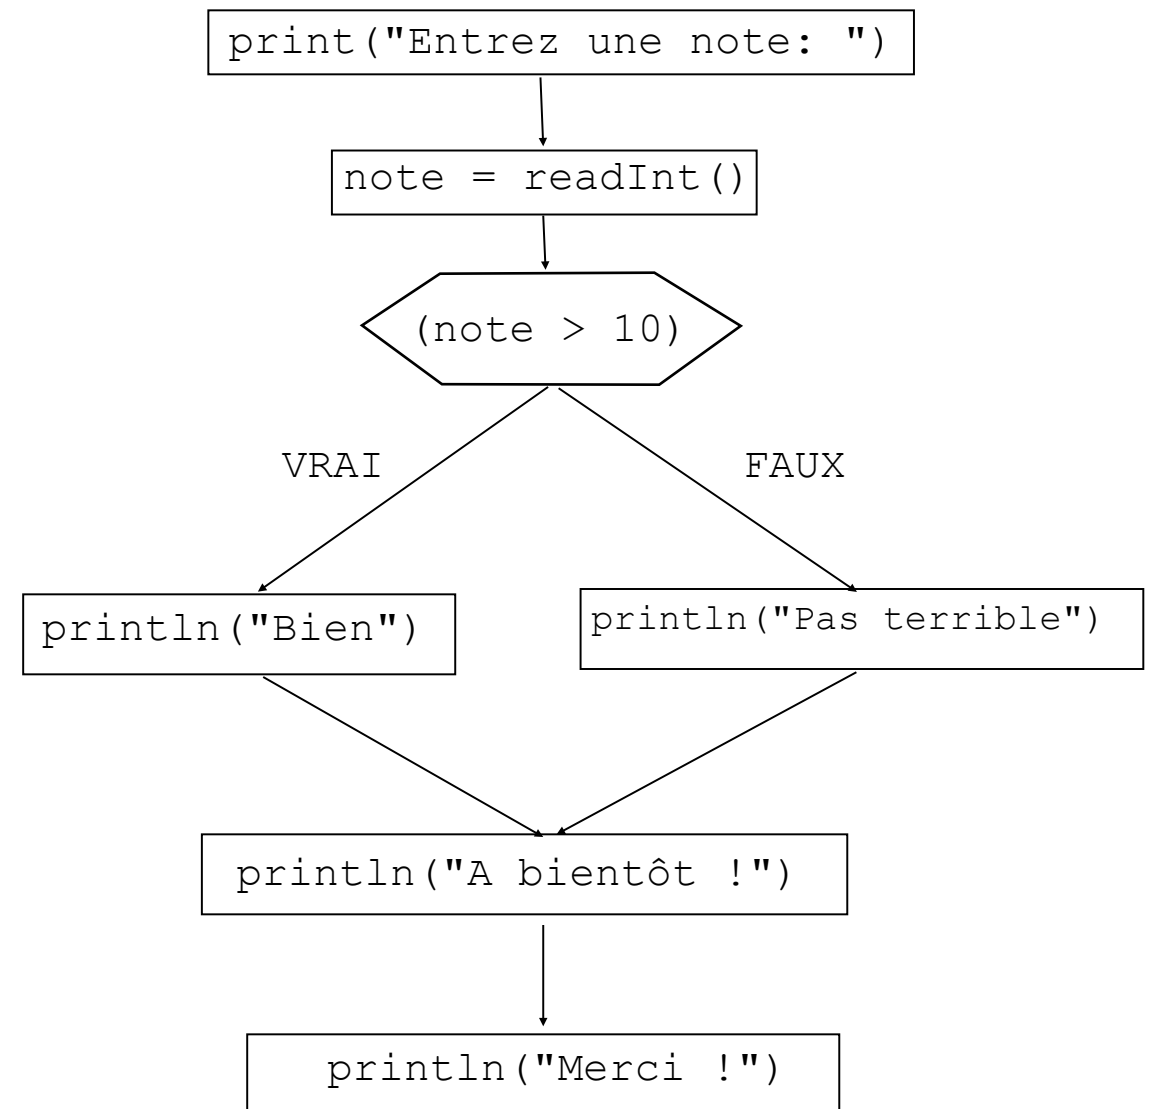 print("Entrez une note: ")
note = readInt()
(note > 10)
VRAI
FAUX
println("Bien")
println("Pas terrible")
println("A bientôt !")
println("Merci !")